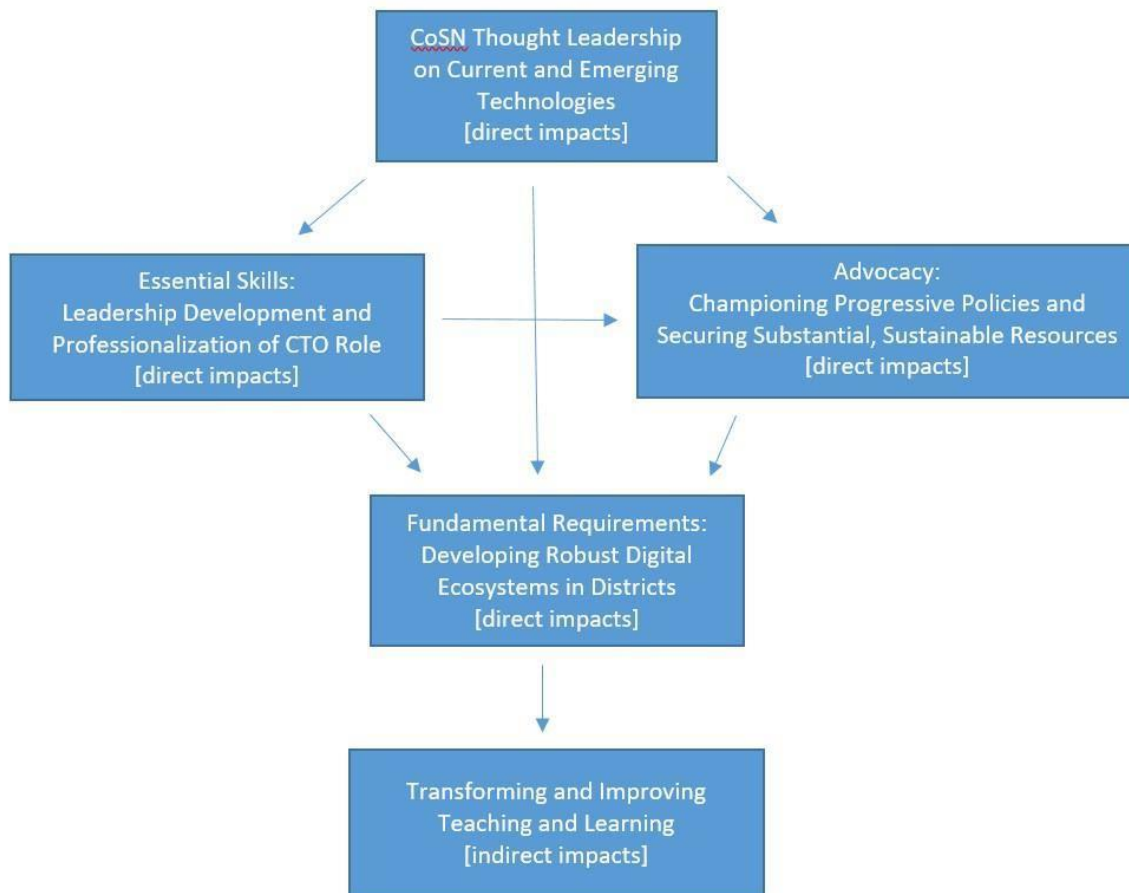 CoSN Thought Leadership
on Current and Emerging
Technologies
[direct impacts]
Essential Skills:
Leadership Development and
Professionalization of CTO Role
[direct impacts]
Advocacy:
Championing Progressive Policies and
Securing Substantial, Sustainable Resources
[direct impacts]
Fundamental Requirements:
Developing Robust Digital
Ecosystems in Districts
[direct impacts]
Transforming and Improving
Teaching and Learning
[indirect impacts]